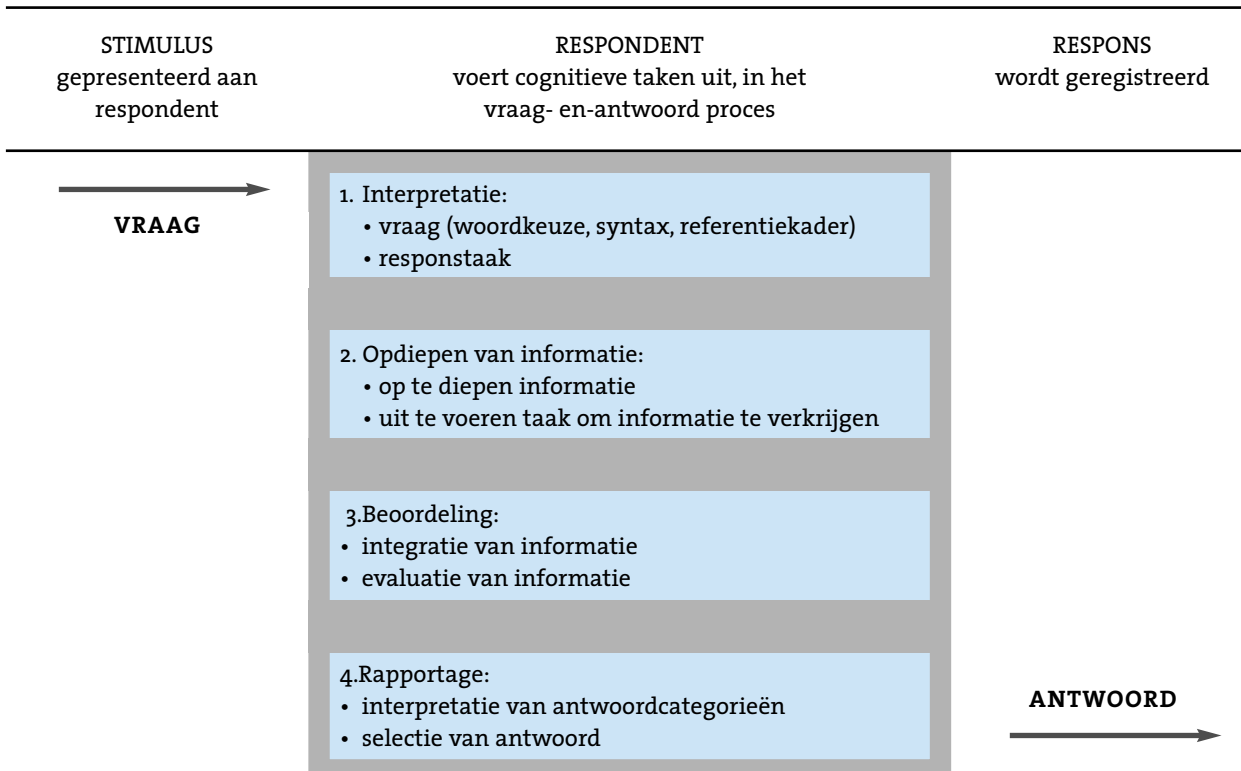 STIMULUS
gepresenteerd aan
respondent
RESPONDENT
voert cognitieve taken uit, in het
vraag- en-antwoord proces
RESPONS
wordt geregistreerd
VRAAG
1. Interpretatie:
• vraag (woordkeuze, syntax, referentiekader)
• responstaak
2. Opdiepen van informatie:
• op te diepen informatie
• uit te voeren taak om informatie te verkrijgen
3.Beoordeling:
• integratie van informatie
• evaluatie van informatie
4.Rapportage:
• interpretatie van antwoordcategorieën
• selectie van antwoord
ANTWOORD